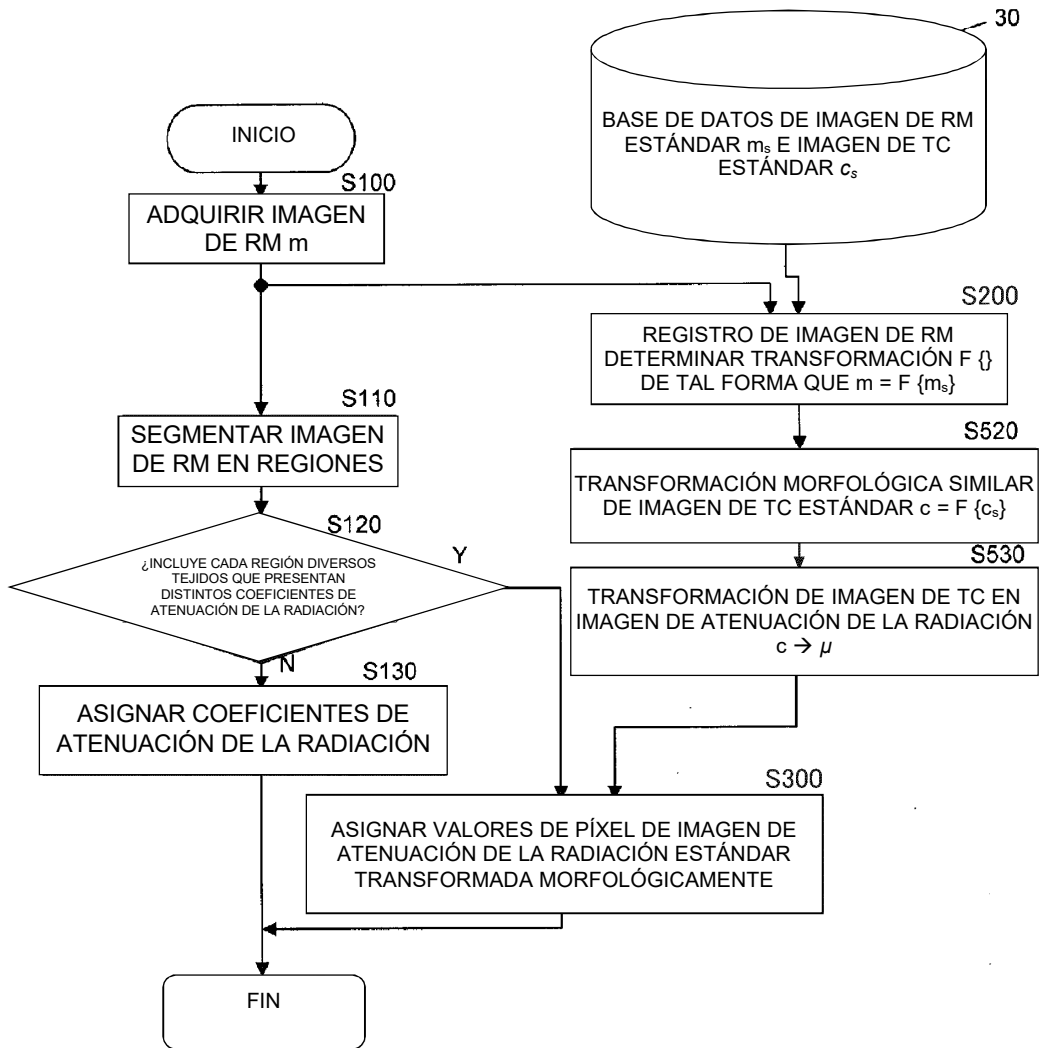 30
BASE DE DATOS DE IMAGEN DE RM
ESTÁNDAR mₛ E IMAGEN DE TC
ESTÁNDAR cₛ
INICIO
S100
ADQUIRIR IMAGEN
DE RM m
S200
REGISTRO DE IMAGEN DE RM
DETERMINAR TRANSFORMACIÓN F {}
DE TAL FORMA QUE m = F {mₛ}
S110
SEGMENTAR IMAGEN
DE RM EN REGIONES
S520
TRANSFORMACIÓN MORFOLÓGICA SIMILAR
DE IMAGEN DE TC ESTÁNDAR c = F {cₛ}
S120
¿INCLUYE CADA REGIÓN DIVERSOS
TEJIDOS QUE PRESENTAN
DISTINTOS COEFICIENTES DE
ATENUACIÓN DE LA RADIACIÓN?
Y
N
S530
TRANSFORMACIÓN DE IMAGEN DE TC EN
IMAGEN DE ATENUACIÓN DE LA RADIACIÓN
c → µ
S130
ASIGNAR COEFICIENTES DE
ATENUACIÓN DE LA RADIACIÓN
S300
ASIGNAR VALORES DE PÍXEL DE IMAGEN DE
ATENUACIÓN DE LA RADIACIÓN ESTÁNDAR
TRANSFORMADA MORFOLÓGICAMENTE
FIN